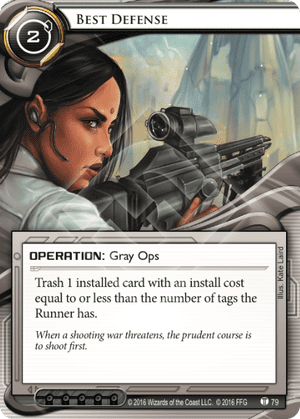 2
BEST DEFENSE
OPERATION: Gray Ops
Trash 1 installed card with an install cost
equal to or less than the number of tags the
Runner has.
When a shooting war threatens, the prudent course is
to shoot first.
Illus. Kate Laird
© 2016 Wizards of the Coast LLC. © 2016 FFG
79